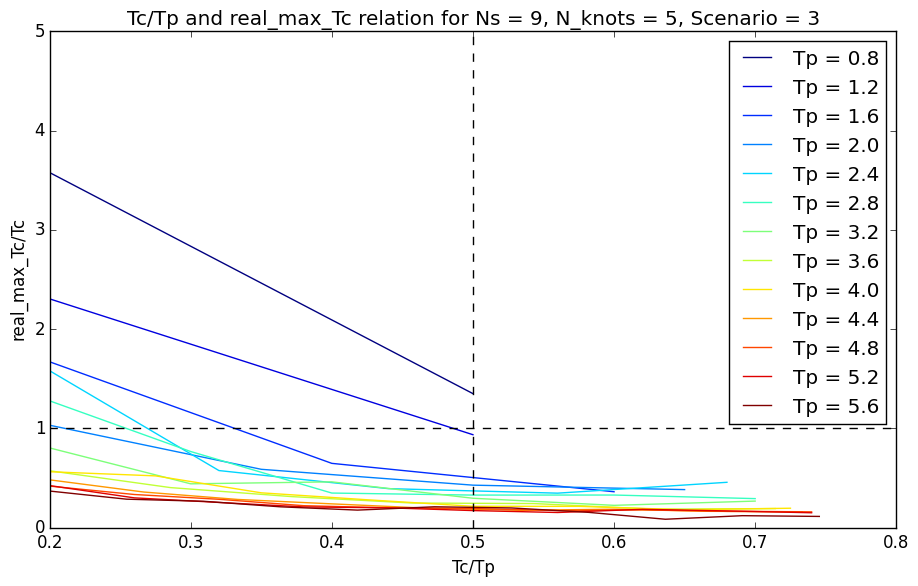 Tc/Tp and real_max_Tc relation for Ns = 9, N_knots = 5, Scenario = 3
5
4
3
2
1
0
real_max_Tc/Tc
0.2 0.3 0.4 0.5 0.6 0.7 0.8
Tc/Tp
Tp = 0.8
Tp = 1.2
Tp = 1.6
Tp = 2.0
Tp = 2.4
Tp = 2.8
Tp = 3.2
Tp = 3.6
Tp = 4.0
Tp = 4.4
Tp = 4.8
Tp = 5.2
Tp = 5.6